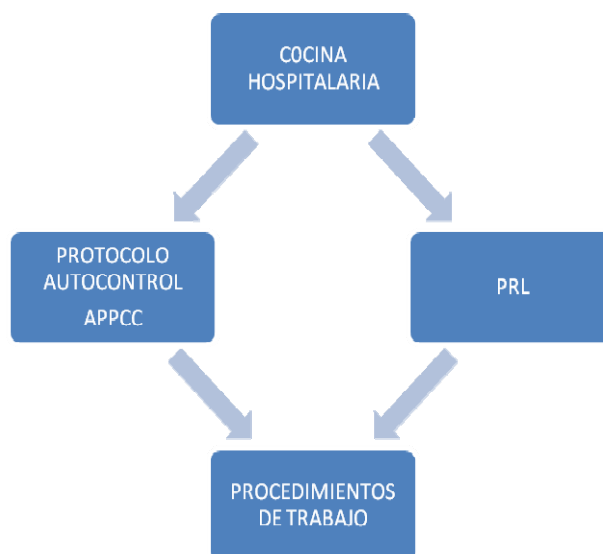 COCINA
HOSPITALARIA
PROTOCOLO
AUTOCONTROL
APPCC
PRL
PROCEDIMIENTOS
DE TRABAJO